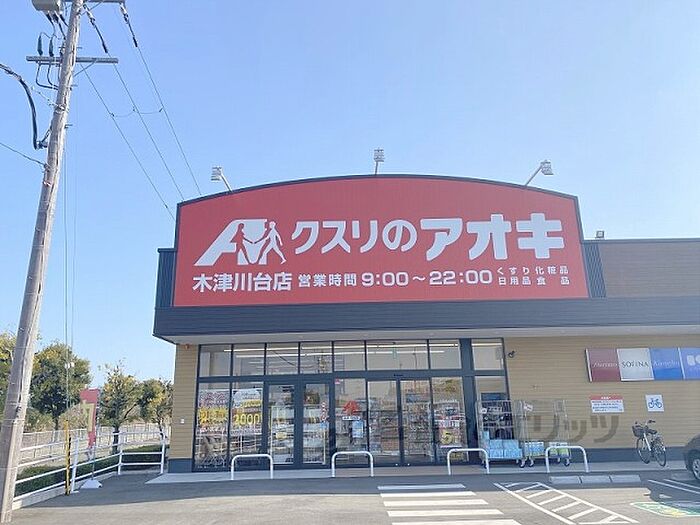 クスリのアオキ
木津川台店 営業時間 9:00～22:00
くすり 化粧品
日用品 食品
SOFINA